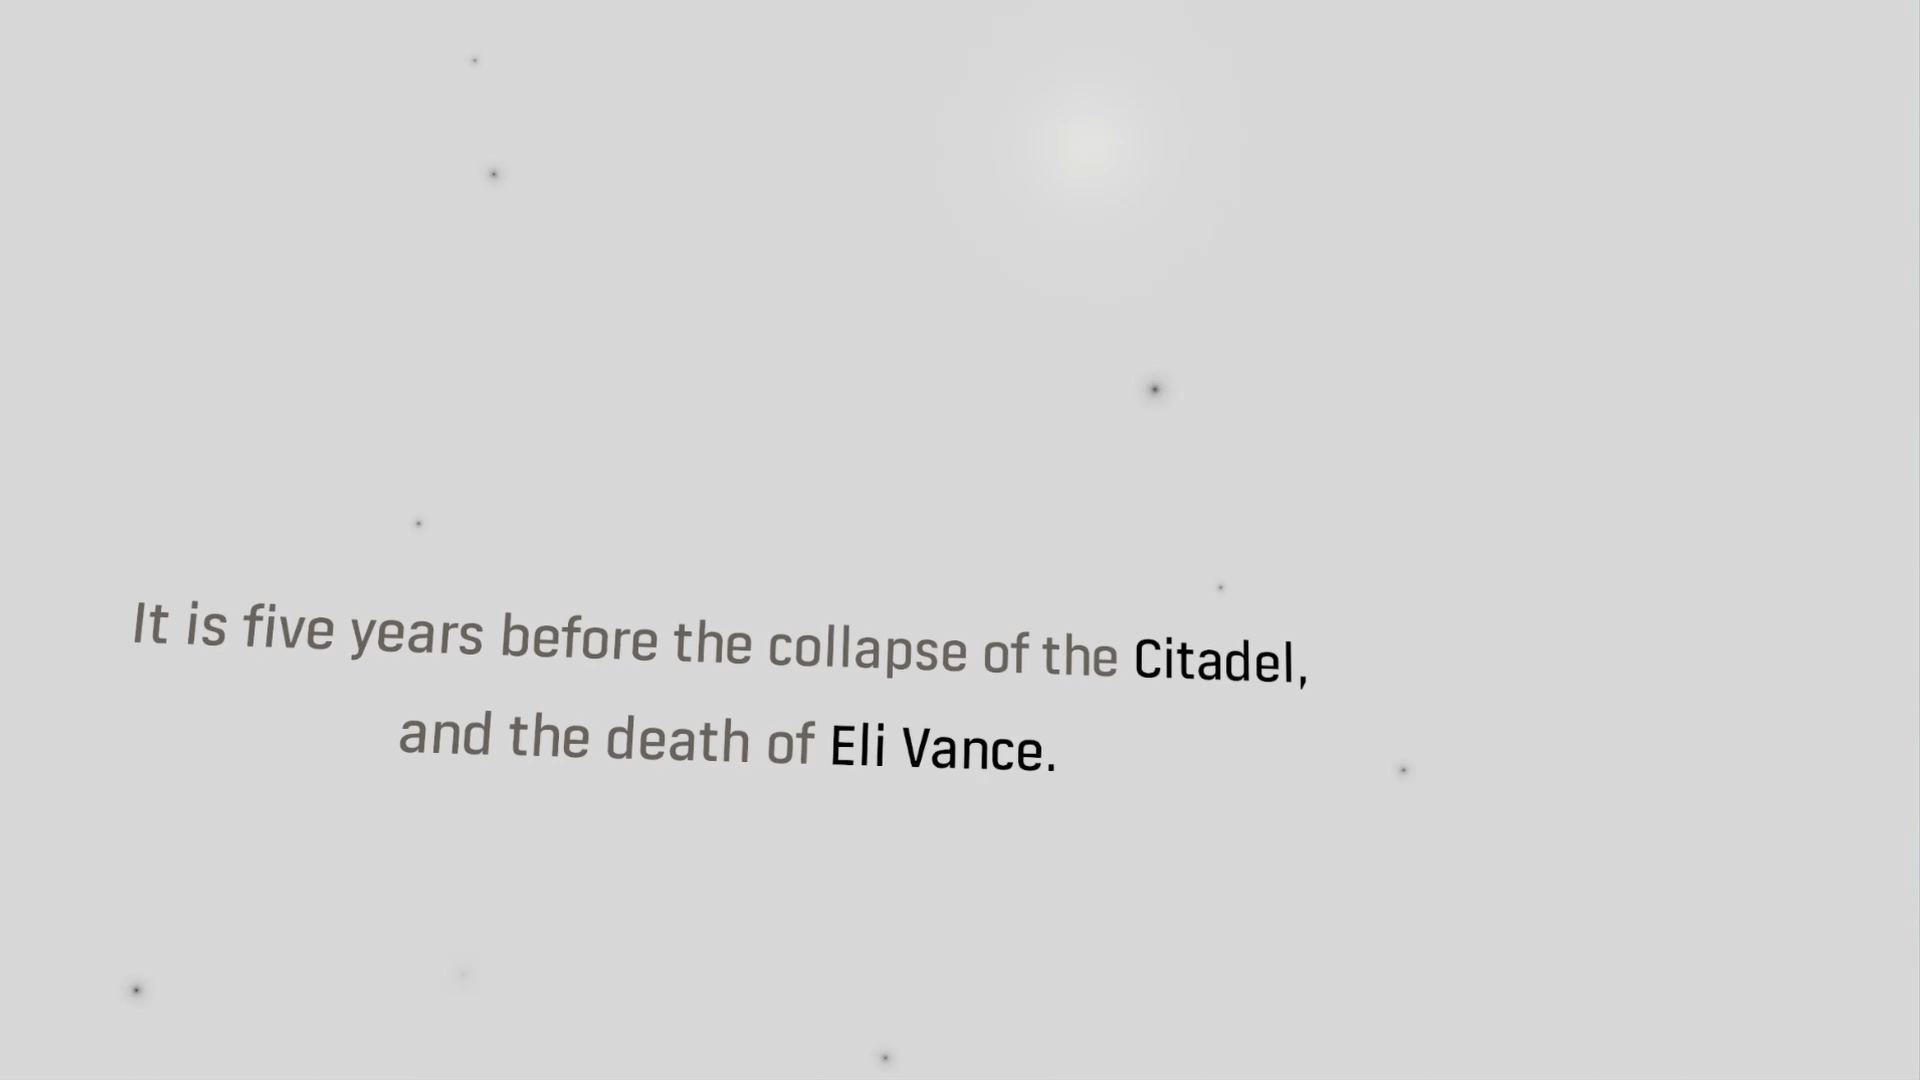 It is five years before the collapse of the Citadel,
and the death of Eli Vance.